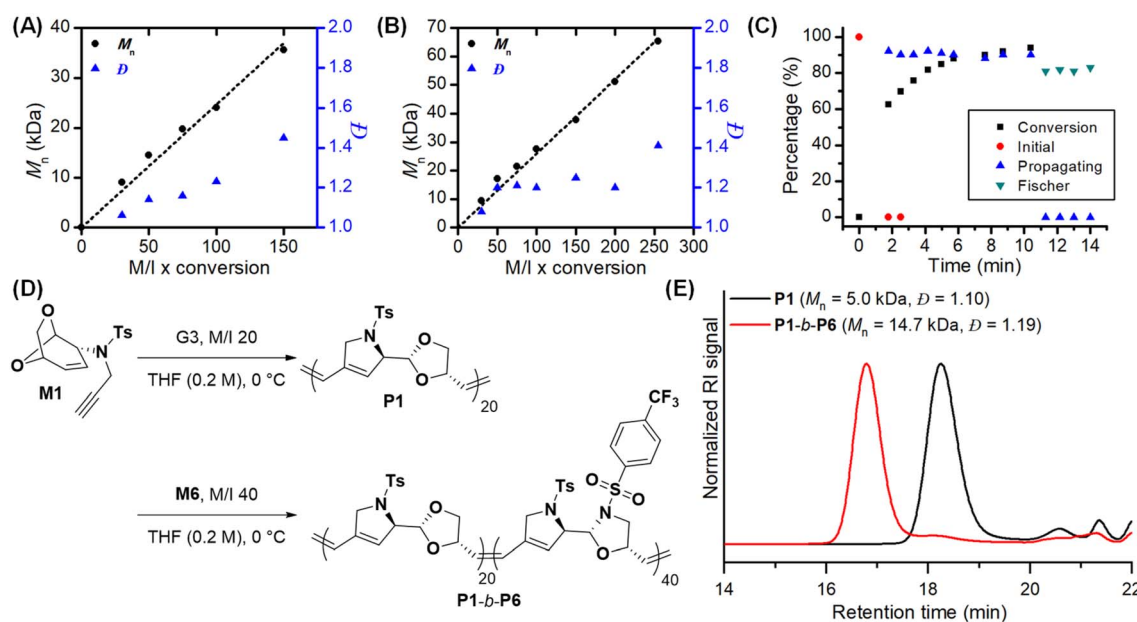 (A)
40
30
20
10
0
Mn (kDa)
Mn
Đ
2.0
1.8
1.6
1.4
1.2
1.0
Đ
0 50 100 150
M/I x conversion
(B)
70
60
50
40
30
20
10
0
Mn (kDa)
Mn
Đ
2.0
1.8
1.6
1.4
1.2
1.0
Đ
0 50 100 150 200 250 300
M/I x conversion
(C)
100
80
60
40
20
0
Percentage (%)
Conversion
Initial
Propagating
Fischer
0 2 4 6 8 10 12 14
Time (min)
(D)
O
O
Ts
N
M1
G3, M/I 20
THF (0.2 M), 0 °C
Ts
N
O
O
20
P1
M6, M/I 40
THF (0.2 M), 0 °C
CF3
Ts
N
O
O
20
Ts
N
O
S
O
N
O
40
P1-b-P6
(E)
P1 (Mn = 5.0 kDa, Đ = 1.10)
P1-b-P6 (Mn = 14.7 kDa, Đ = 1.19)
Normalized RI signal
14 16 18 20 22
Retention time (min)